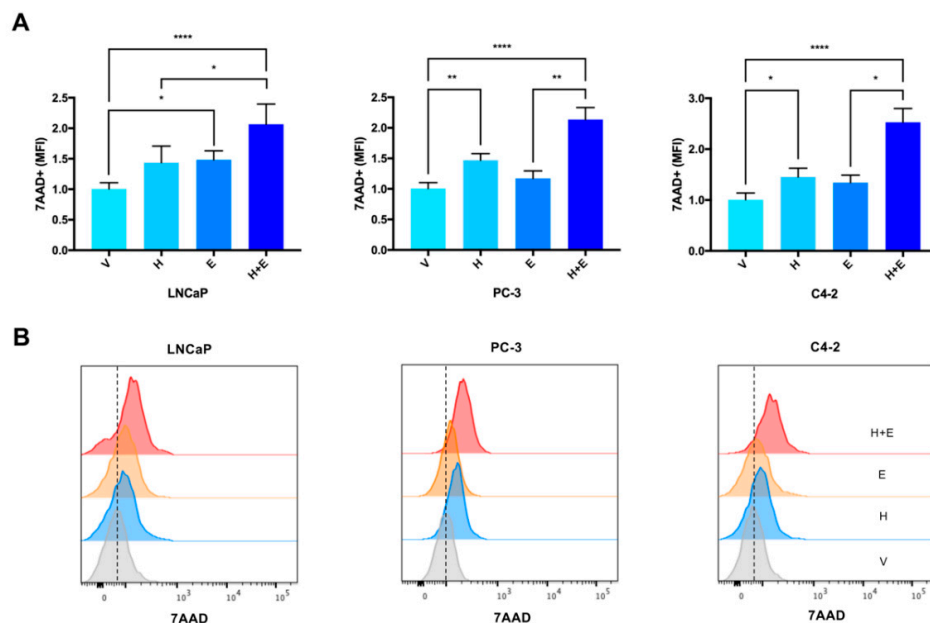 A
**** **** ****
* ** ** * *
*
7AAD+ (MFI) 7AAD+ (MFI) 7AAD+ (MFI)
2.5 2.5 3.0
2.0 2.0
1.5 1.5 2.0
1.0 1.0 1.0
0.5 0.5
0.0 0.0 0.0
V H E H+E V H E H+E V H E H+E
LNCaP PC-3 C4-2
B
LNCaP PC-3 C4-2
H+E
E
H
V
0 10³ 10⁴ 10⁵ 0 10³ 10⁴ 10⁵ 0 10³ 10⁴ 10⁵
7AAD 7AAD 7AAD